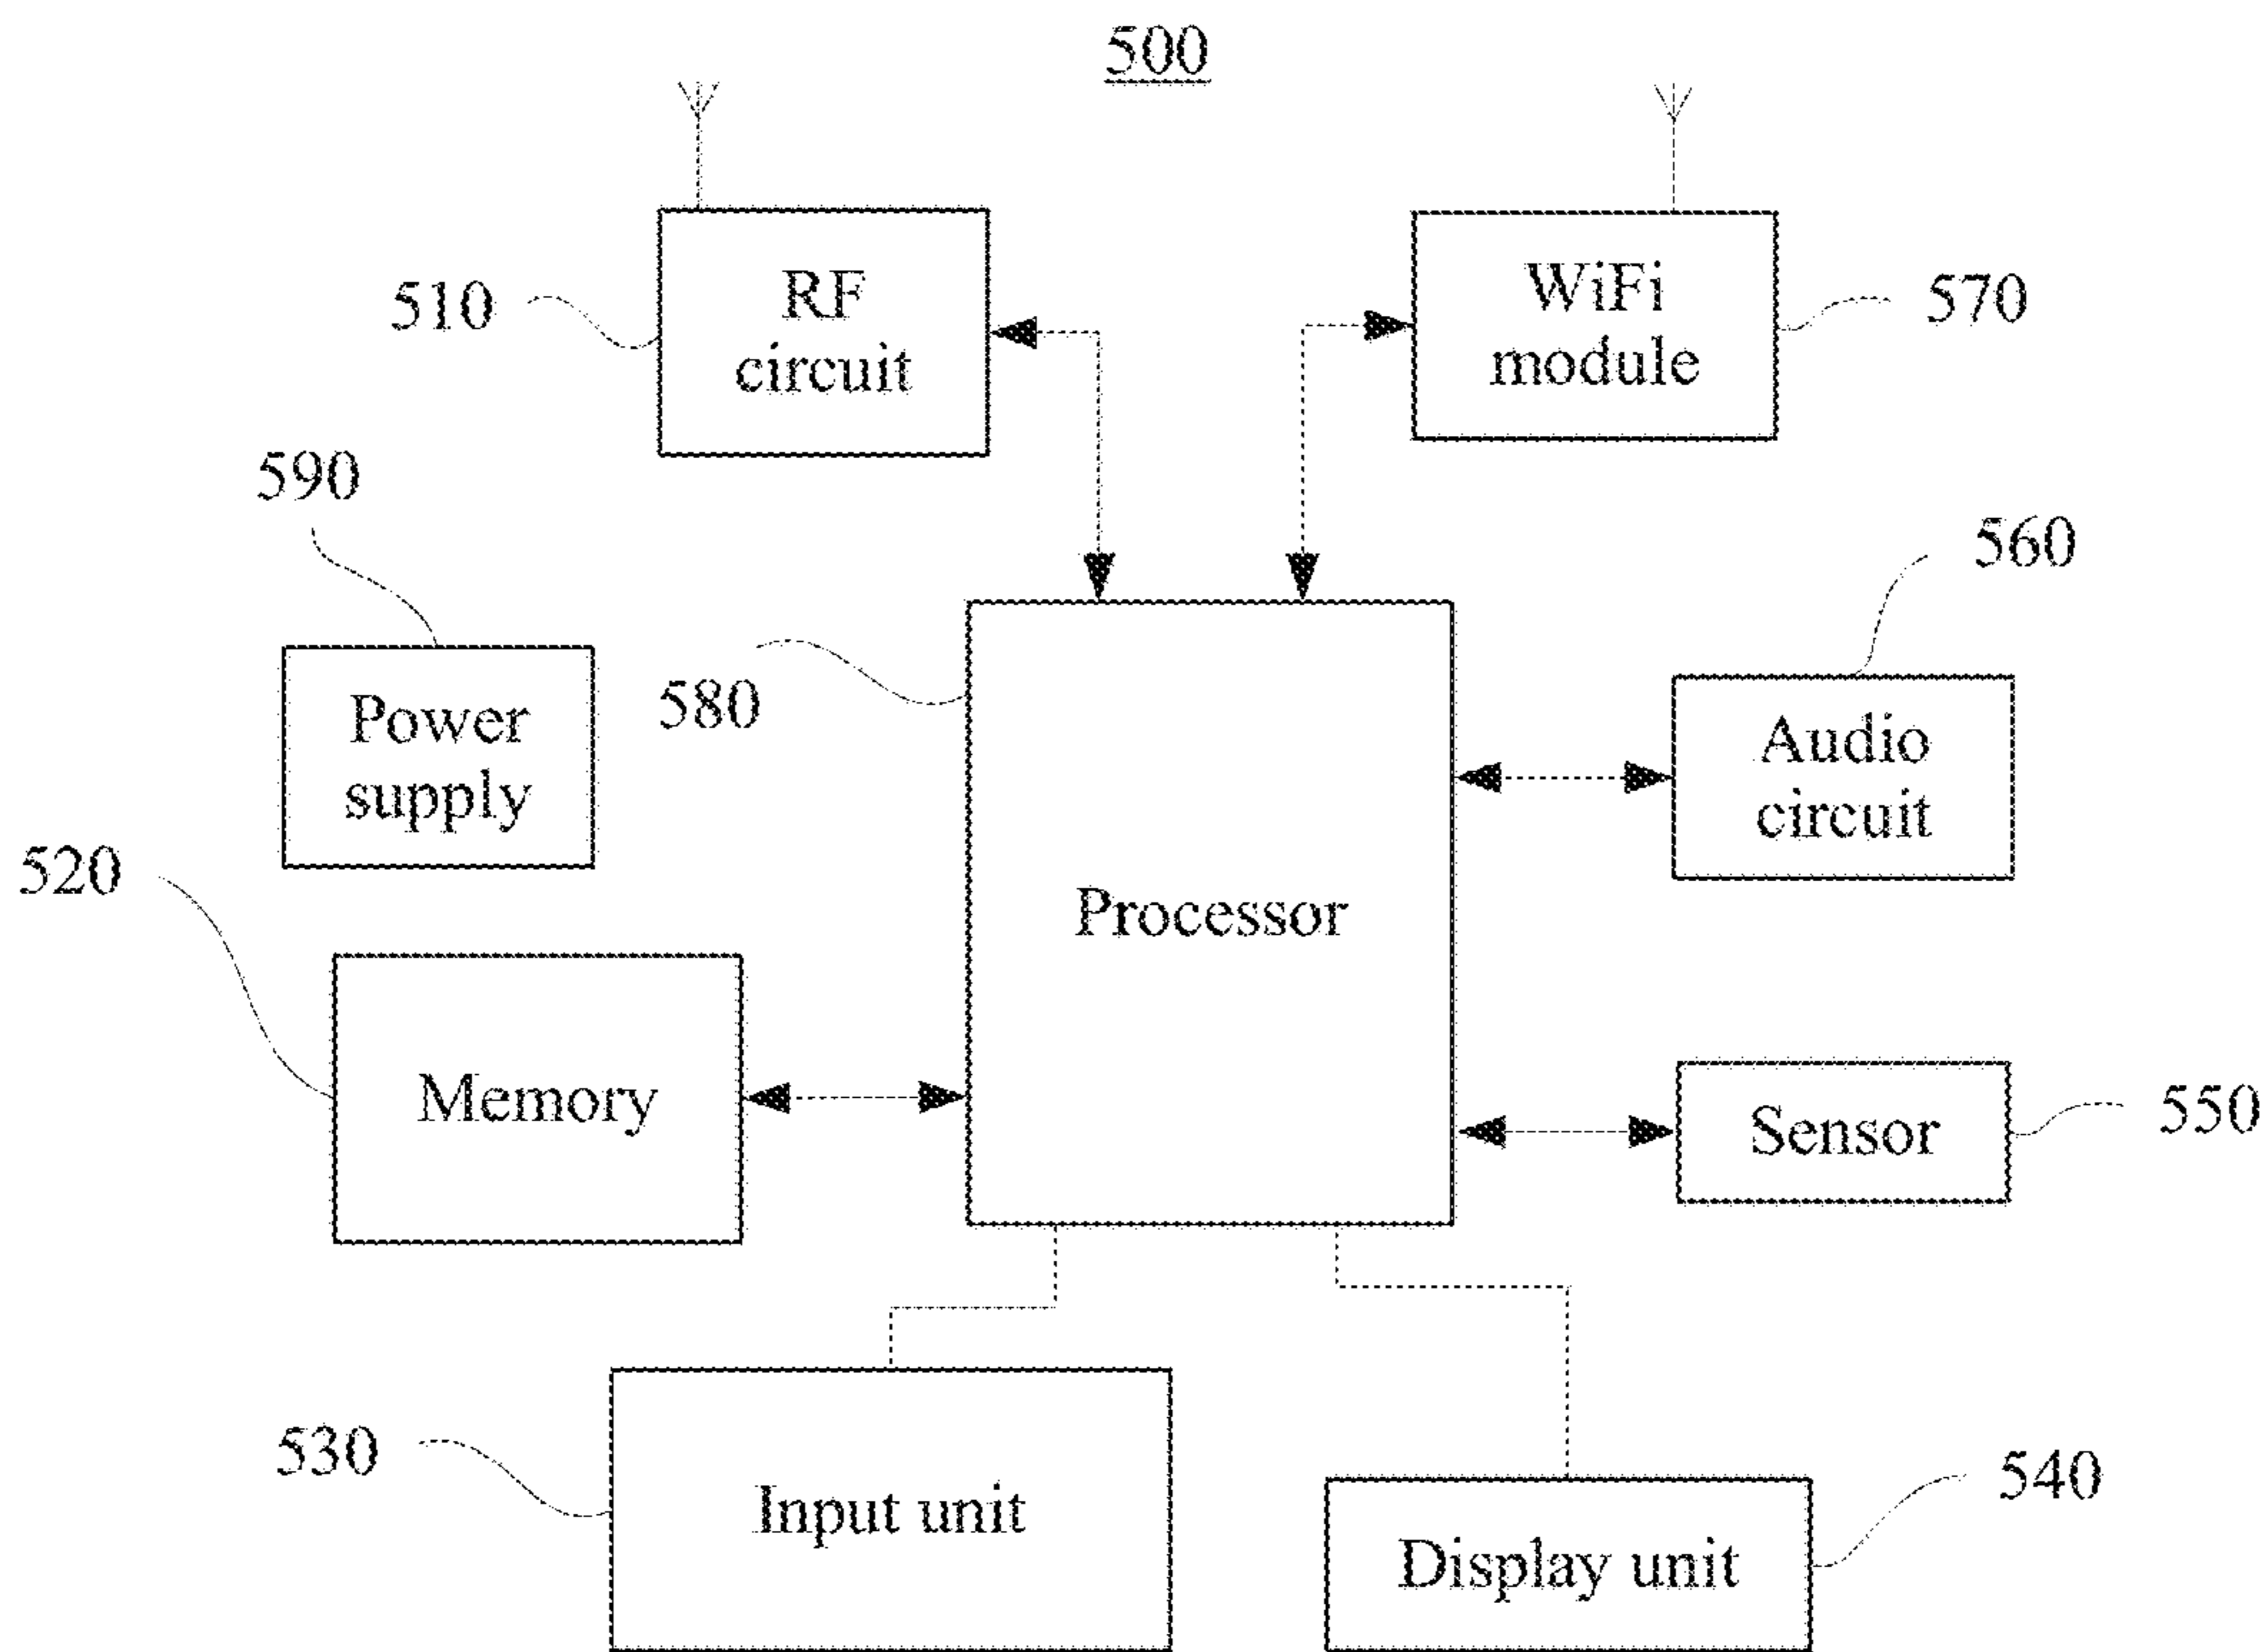 500
510
RF
circuit
WiFi
module
570
590
560
Power
supply
580
Audio
circuit
520
Processor
Memory
Sensor
550
530
Input unit
540
Display unit